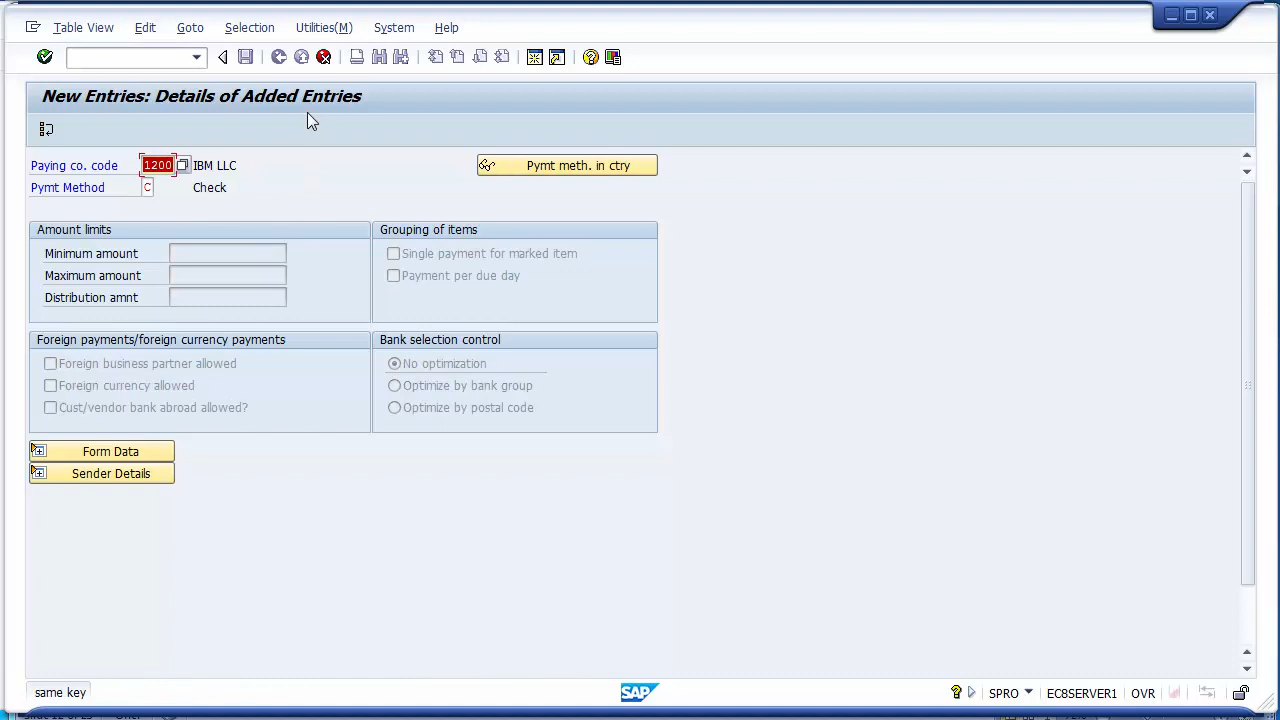 Table View Edit Goto Selection Utilities(M) System Help
New Entries: Details of Added Entries
Paying co. code 1200 IBM LLC Pymt meth. in ctry
Pymt Method C Check
Amount limits Grouping of items
Minimum amount Single payment for marked item
Maximum amount Payment per due day
Distribution amnt
Foreign payments/foreign currency payments Bank selection control
Foreign business partner allowed No optimization
Foreign currency allowed Optimize by bank group
Cust/vendor bank abroad allowed? Optimize by postal code
Form Data
Sender Details
same key SAP SPRO ECC8SERVER1 OVR